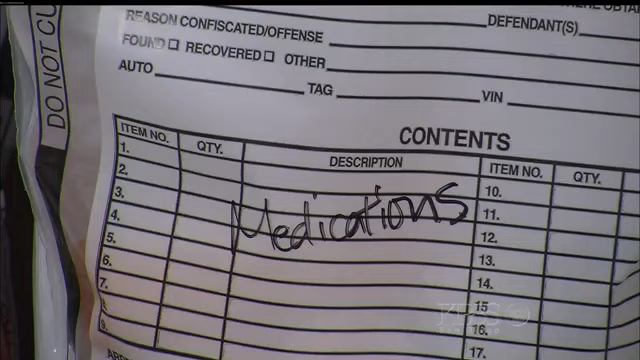 DO NOT CU
REASON CONFISCATED/OFFENSE
DEFENDANT(S)
FOUND RECOVERED OTHER
AUTO TAG VIN
CONTENTS
ITEM NO. QTY. DESCRIPTION ITEM NO. QTY.
1. 10.
2. 11.
3. 12.
4. 13.
5. 14.
6. 15
7. 16.
8. 17.
9.
Medications
KPBS